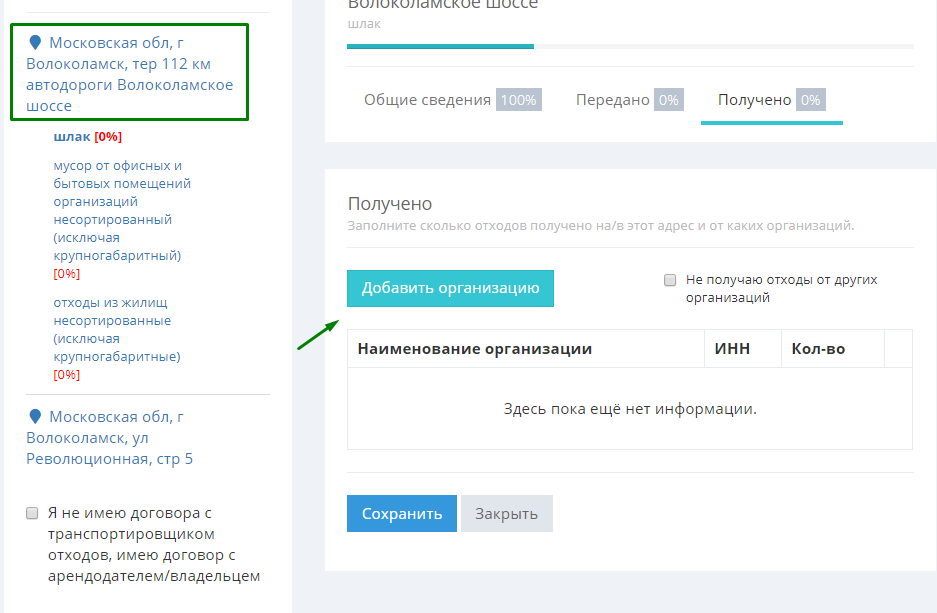 Московская обл, г
Волоколамск, тер 112 км
автодороги Волоколамское
шоссе
шлак [0%]
мусор от офисных и
бытовых помещений
организаций
несортированный
(исключая
крупногабаритный)
[0%]
отходы из жилищ
несортированные
(исключая
крупногабаритные)
[0%]
Московская обл, г
Волоколамск, ул
Революционная, стр 5
Я не имею договора с
транспортировщиком
отходов, имею договор с
арендодателем/владельцем
Волоколамское шоссе
шлак
Общие сведения 100% Передано 0% Получено 0%
Получено
Заполните сколько отходов получено на/в этот адрес и от каких организаций.
Добавить организацию
Не получаю отходы от других
организаций
Наименование организации ИНН Кол-во
Здесь пока ещё нет информации.
Сохранить Закрыть